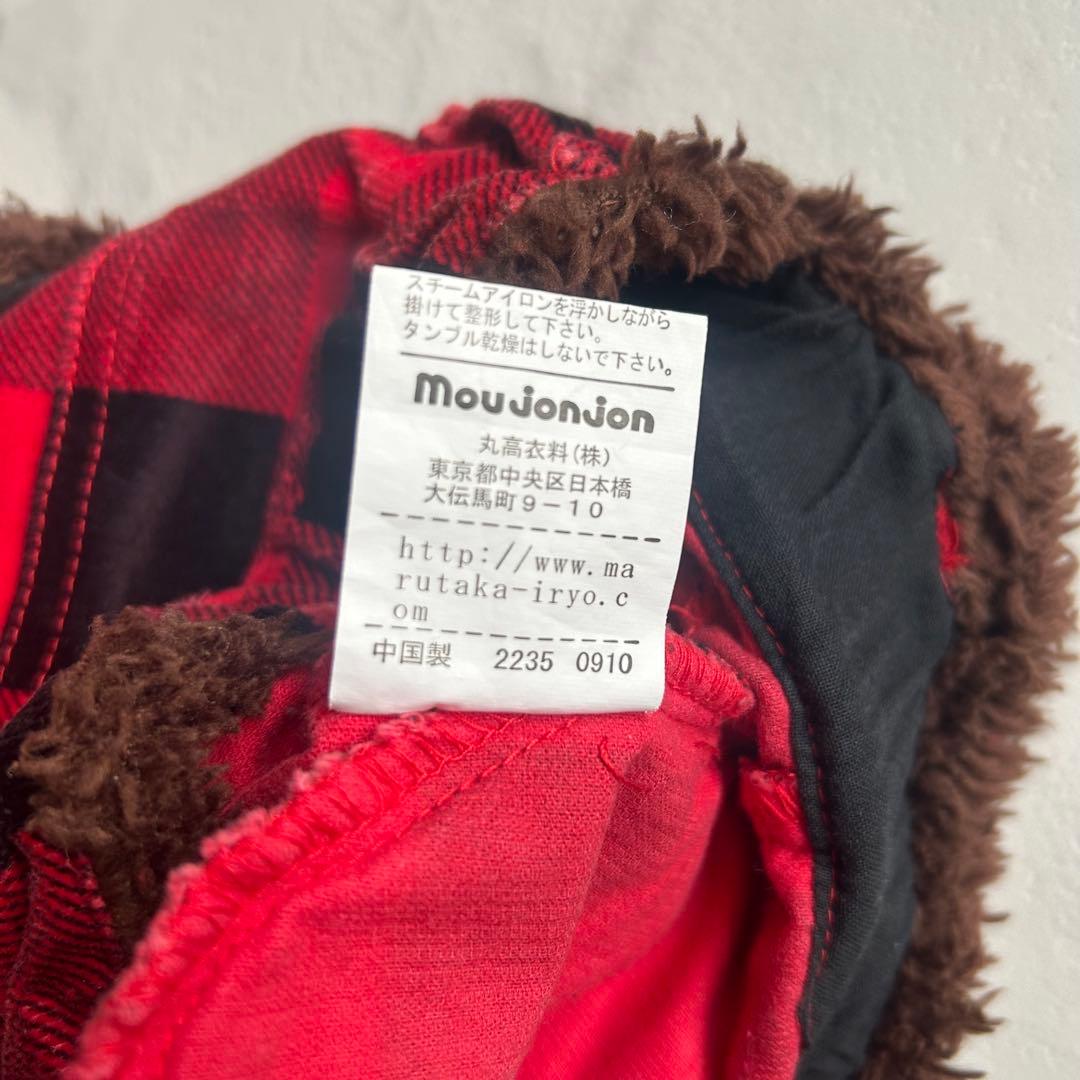 スチームアイロンを浮かしながら
掛けて整形して下さい。
タンブル乾燥はしないで下さい。
moujonjon
丸高衣料(株)
東京都中央区日本橋
大伝馬町9-10
http://www.ma
rutaka-iryo.c
om
中国製 2235 0910